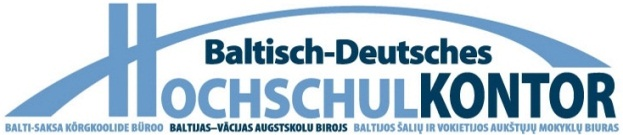 Baltisch-Deutsches
HOCHSCHULKONTOR
BALTI-SAKSA KÕRGKOOLIDE BÜROO BALTIJAS–VĀCIJAS AUGSTSKOLU BIROJS BALTIJOS ŠALIŲ IR VOKIETIJOS AUKŠTŲJŲ MOKYKLŲ BIURAS